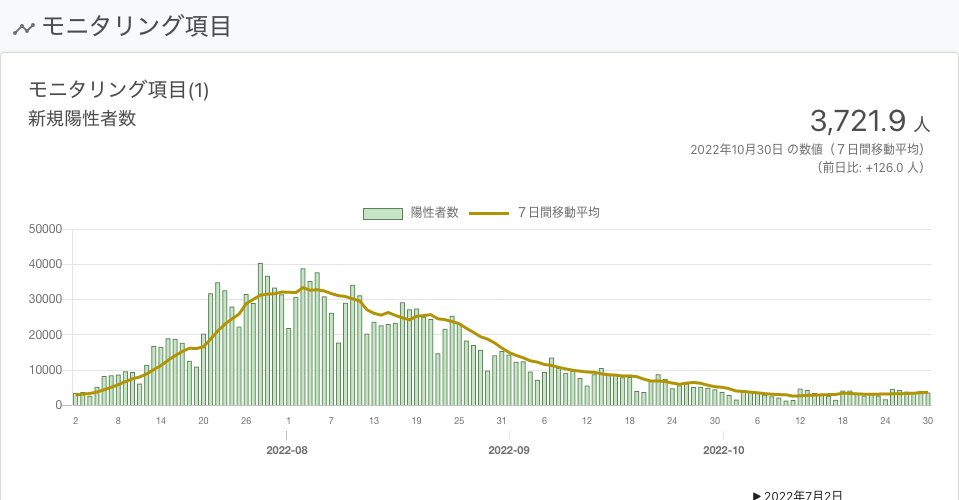 モニタリング項目
モニタリング項目(1)
新規陽性者数
3,721.9 人
2022年10月30日 の数値（７日間移動平均）
（前日比: +126.0 人）
陽性者数 ７日間移動平均
50000
40000
30000
20000
10000
0
2 8 14 20 26 1 7 13 19 25 31 6 12 18 24 30 6 12 18 24 30
2022-08 2022-09 2022-10
▶ 2022年7月2日